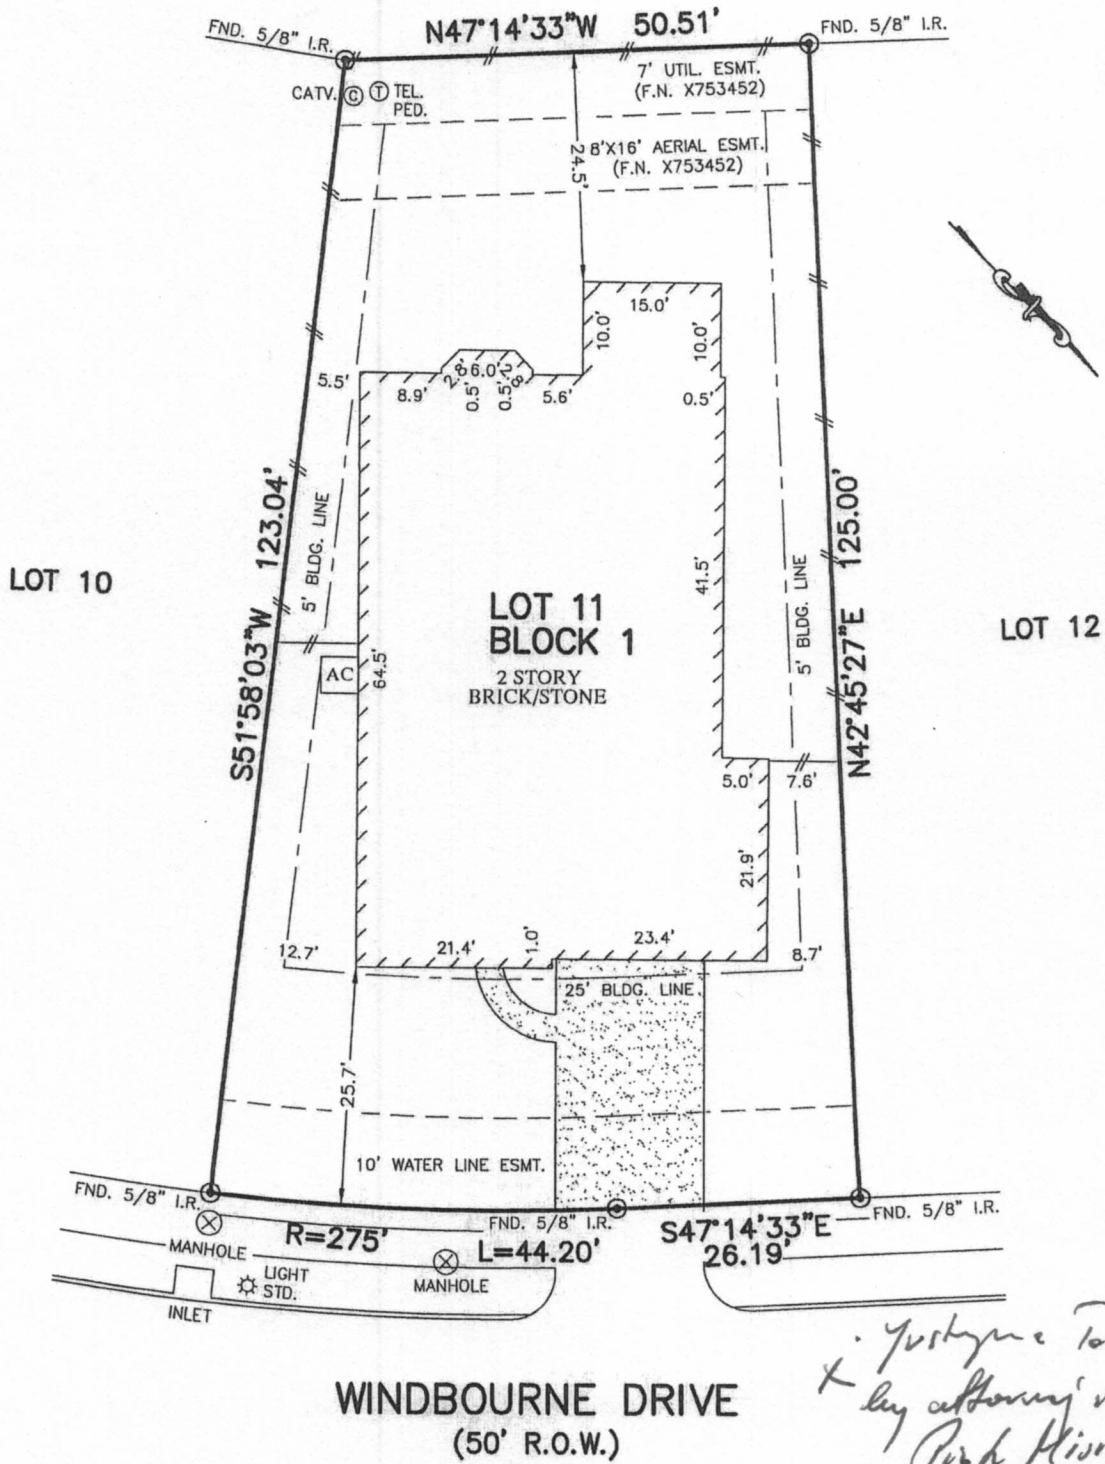 FND. 5/8" I.R.
N47°14'33"W 50.51'
FND. 5/8" I.R.
CATV. C T TEL.
PED.
7' UTIL. ESMT.
(F.N. X753452)
8'X16' AERIAL ESMT.
(F.N. X753452)
24.5'
15.0'
10.0'
10.0'
5.5'
8.9'
2.8'
6.0'
2.8'
0.5'
0.5'
5.6'
0.5'
S51°58'03"W 123.04'
5' BLDG. LINE
LOT 10
64.5'
AC
LOT 11
BLOCK 1
2 STORY
BRICK/STONE
41.5'
5' BLDG. LINE
N42°45'27"E 125.00'
LOT 12
5.0'
7.6'
21.9'
12.7'
21.4'
1.0'
23.4'
8.7'
25' BLDG. LINE
25.7'
10' WATER LINE ESMT.
FND. 5/8" I.R.
R=275'
FND. 5/8" I.R.
L=44.20'
S47°14'33"E
26.19'
FND. 5/8" I.R.
MANHOLE
MANHOLE
LIGHT
STD.
INLET
WINDBOURNE DRIVE
(50' R.O.W.)
X
by